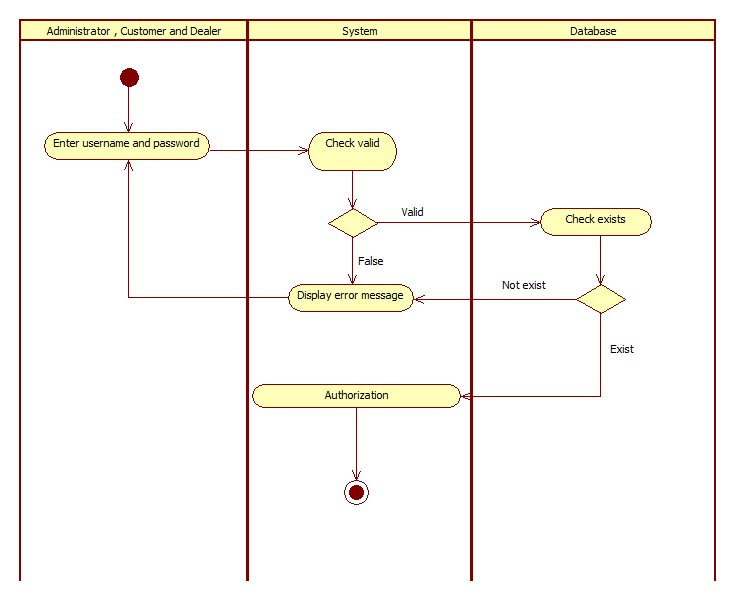 Administrator , Customer and Dealer
System
Database
Enter username and password
Check valid
Valid
Check exists
False
Display error message
Not exist
Exist
Authorization